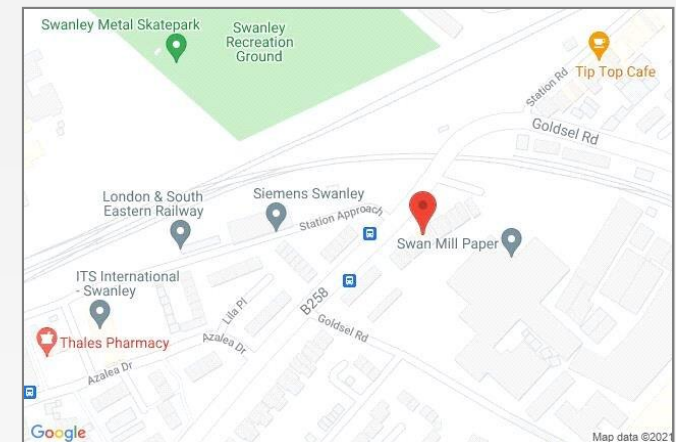 Swanley Metal Skatepark
Swanley
Recreation
Ground
Tip Top Cafe
Station Rd
Goldsel Rd
London & South
Eastern Railway
Siemens Swanley
Station Approach
Swan Mill Paper
ITS International
- Swanley
Lila Pl
B258
Goldsel Rd
Thales Pharmacy
Azalea Dr
Azalea Dr
Google
Map data ©2021